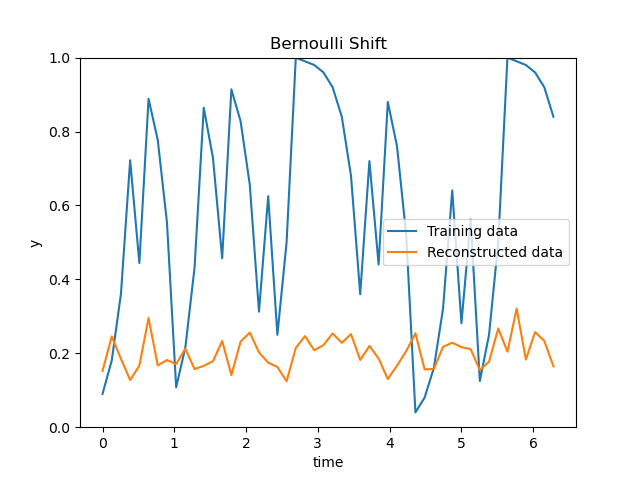 Bernoulli Shift
1.0
0.8
0.6
0.4
0.2
0.0
y
Training data
Reconstructed data
0 1 2 3 4 5 6
time